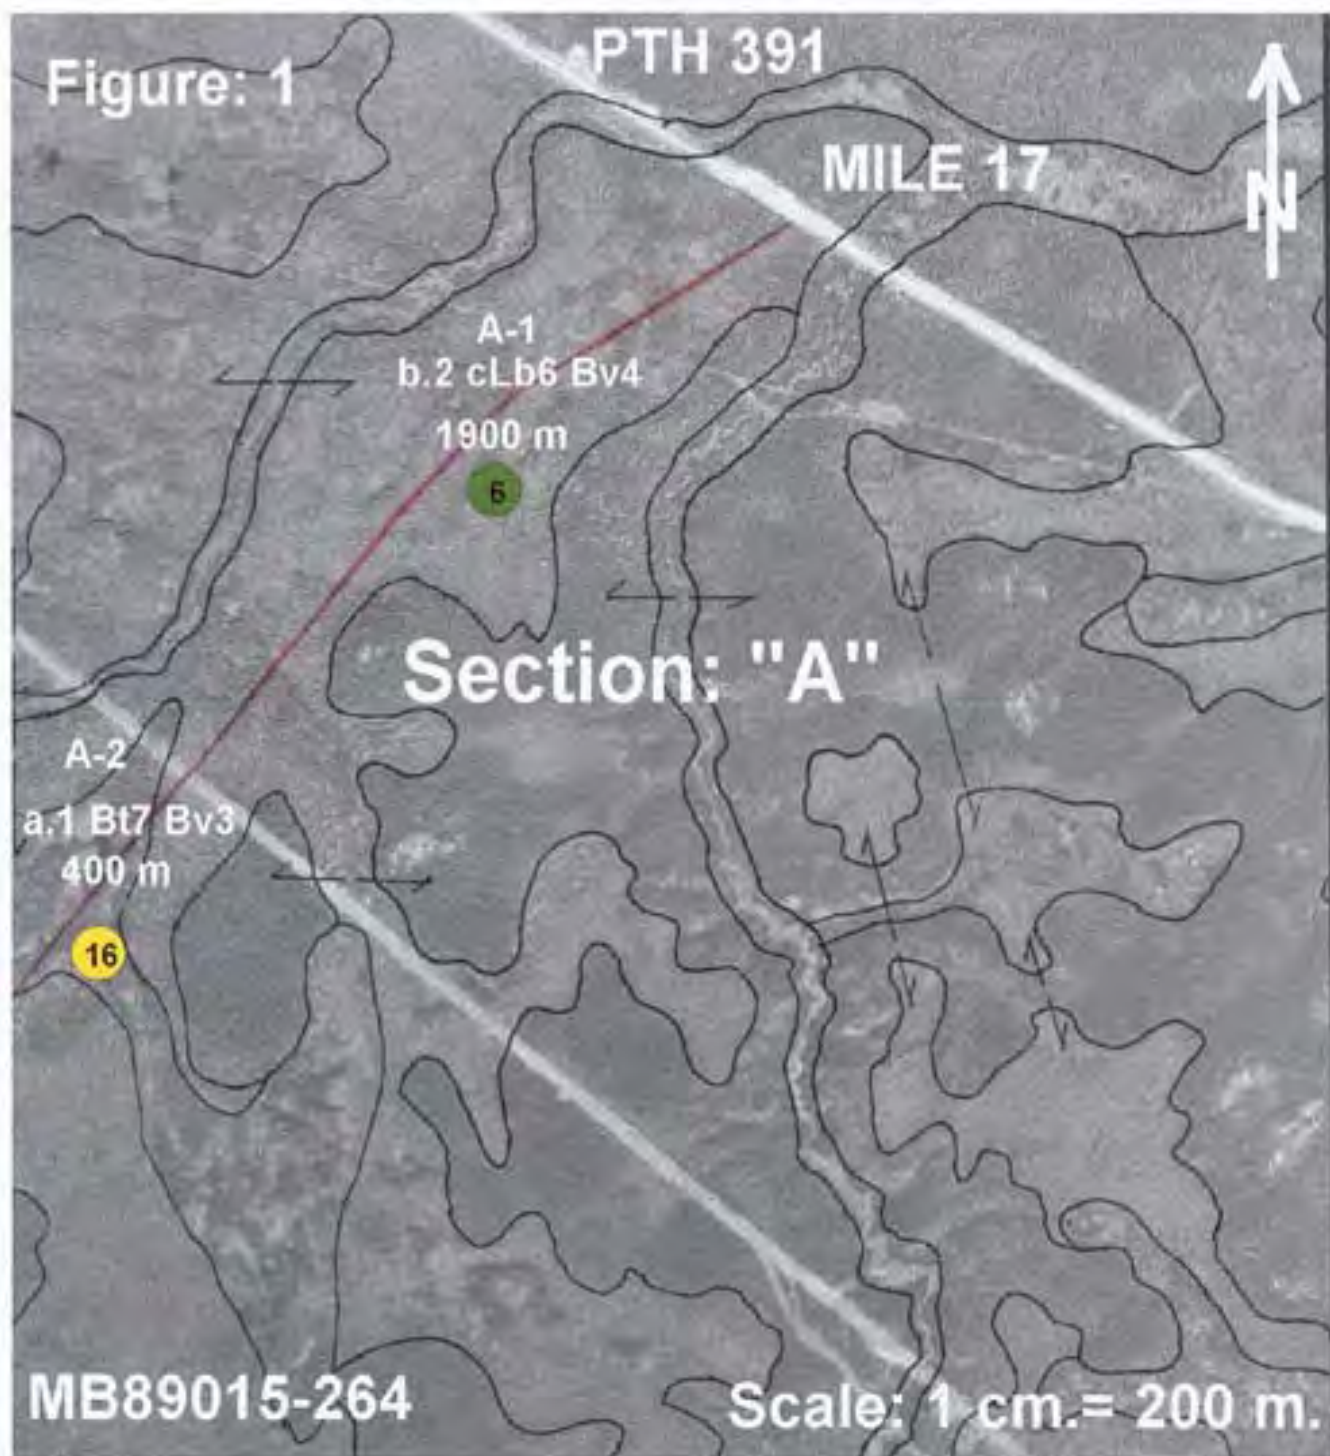 Figure: 1
PTH 391
MILE 17
N
A-1
b.2 cLb6 Bv4
1900 m
6
Section: "A"
A-2
a.1 Bt7 Bv3
400 m
16
MB89015-264
Scale: 1 cm.= 200 m.